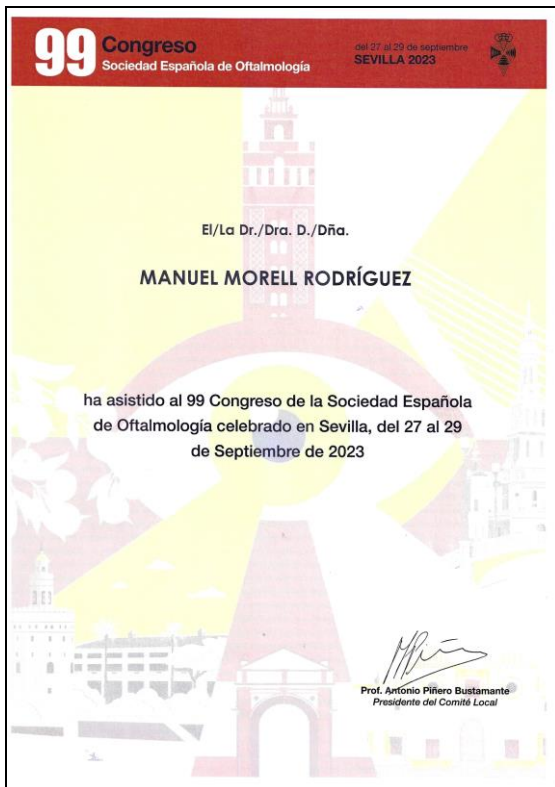 99 Congreso
Sociedad Española de Oftalmología
del 27 al 29 de septiembre
SEVILLA 2023
El/La Dr./Dra. D./Dña.
MANUEL MORELL RODRÍGUEZ
ha asistido al 99 Congreso de la Sociedad Española
de Oftalmología celebrado en Sevilla, del 27 al 29
de Septiembre de 2023
Prof. Antonio Piñero Bustamante
Presidente del Comité Local